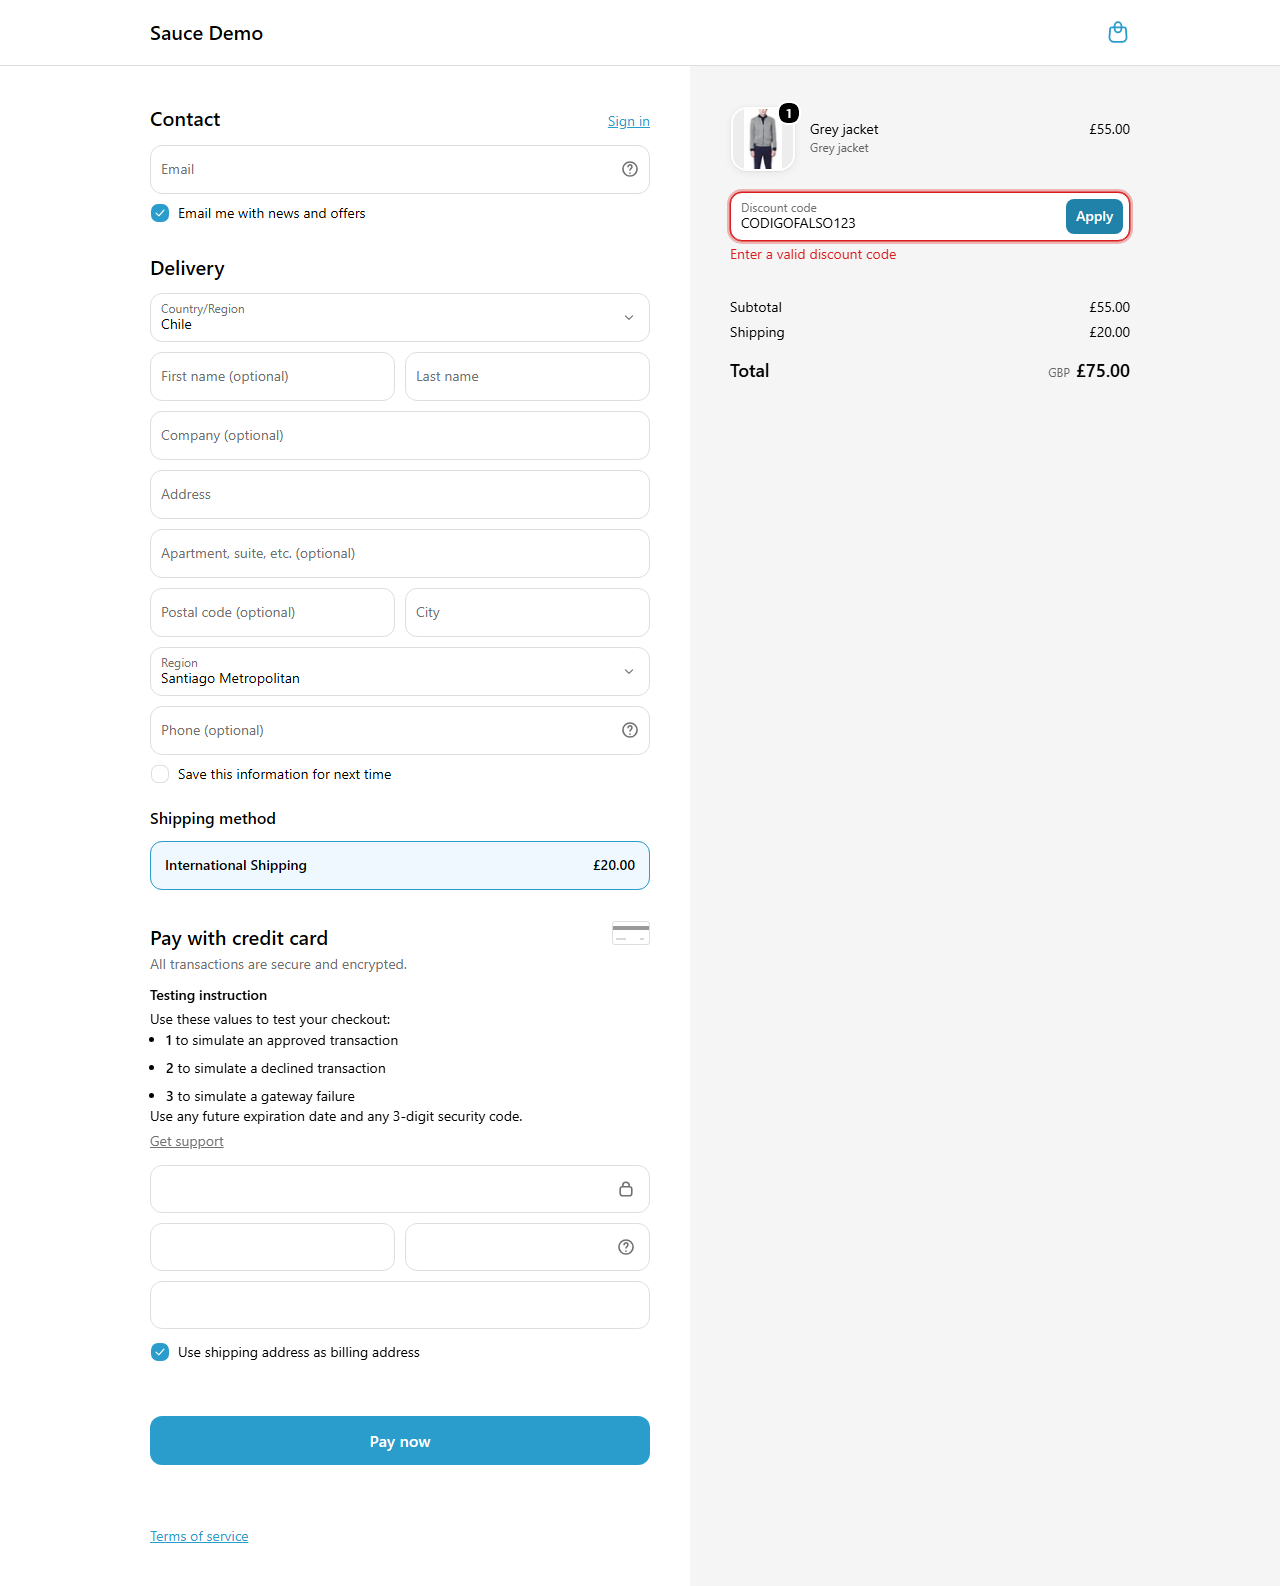 Sauce Demo
Contact
Sign in
Email
Email me with news and offers
Delivery
Country/Region
Chile
First name (optional)
Last name
Company (optional)
Address
Apartment, suite, etc. (optional)
Postal code (optional)
City
Region
Santiago Metropolitan
Phone (optional)
Save this information for next time
Shipping method
International Shipping £20.00
Pay with credit card
All transactions are secure and encrypted.
Testing instruction
Use these values to test your checkout:
• 1 to simulate an approved transaction
• 2 to simulate a declined transaction
• 3 to simulate a gateway failure
Use any future expiration date and any 3-digit security code.
Get support
Use shipping address as billing address
Pay now
Terms of service
1
Grey jacket £55.00
Grey jacket
Discount code
CODIGOFALSO123
Apply
Enter a valid discount code
Subtotal £55.00
Shipping £20.00
Total GBP £75.00